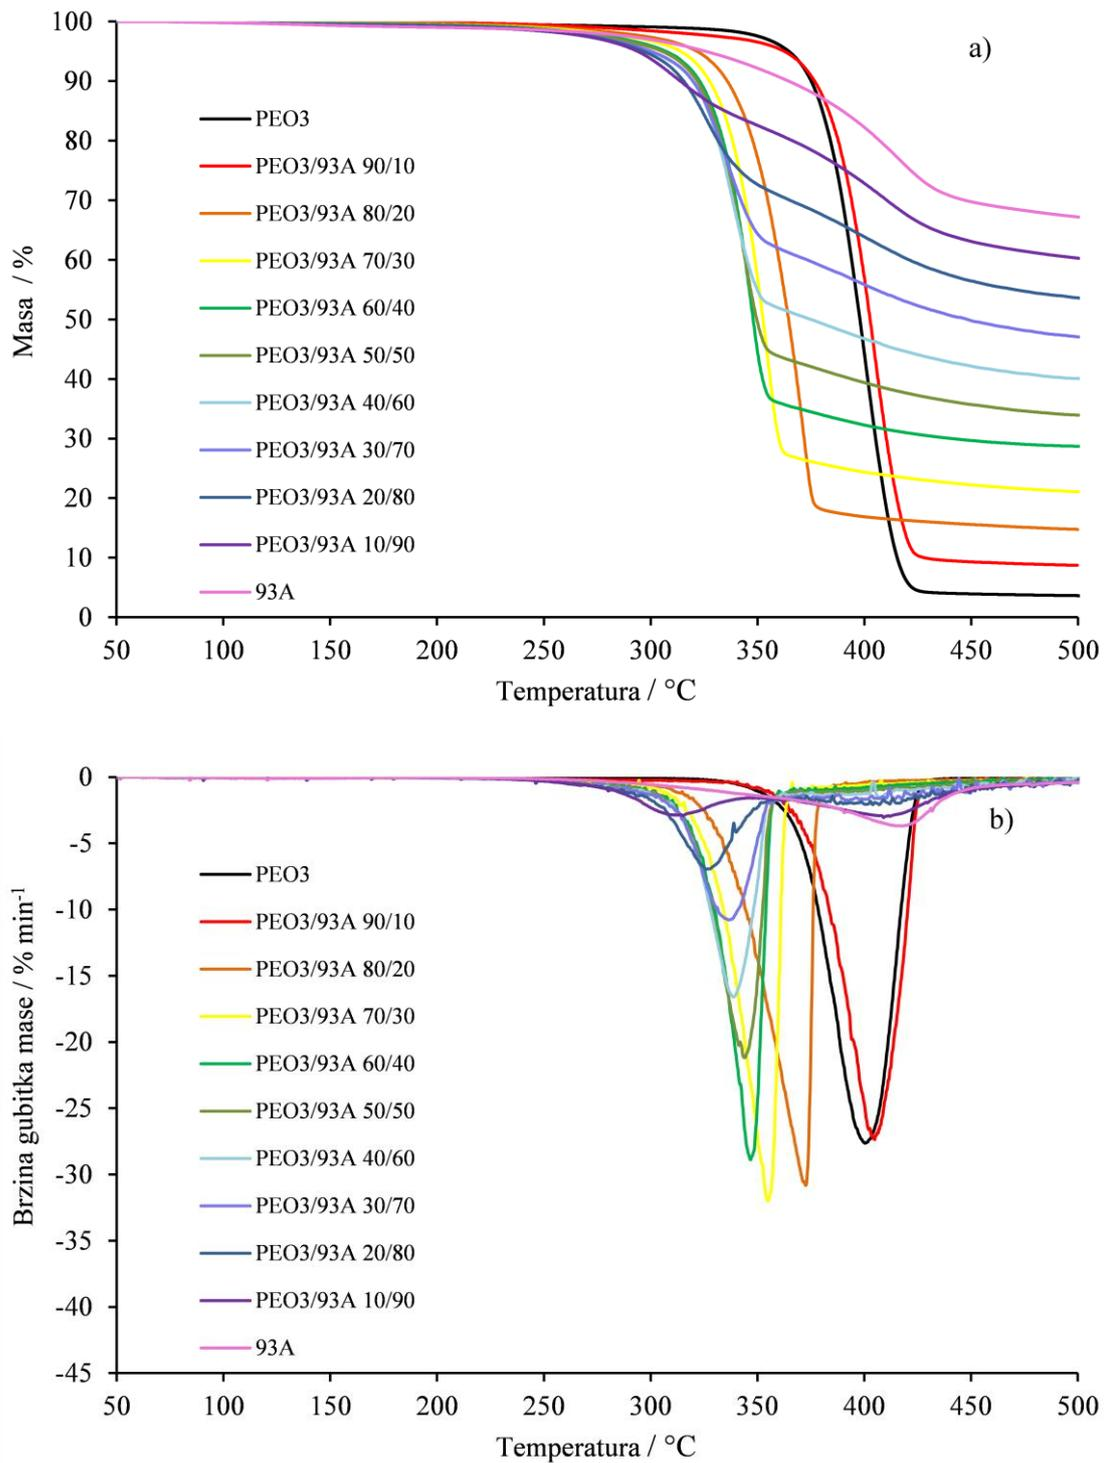 100
90
80
70
60
50
40
30
20
10
0
Masa / %
a)
PEO3
PEO3/93A 90/10
PEO3/93A 80/20
PEO3/93A 70/30
PEO3/93A 60/40
PEO3/93A 50/50
PEO3/93A 40/60
PEO3/93A 30/70
PEO3/93A 20/80
PEO3/93A 10/90
93A
50 100 150 200 250 300 350 400 450 500
Temperatura / °C
0
-5
-10
-15
-20
-25
-30
-35
-40
-45
Brzina gubitka mase / % min⁻¹
b)
PEO3
PEO3/93A 90/10
PEO3/93A 80/20
PEO3/93A 70/30
PEO3/93A 60/40
PEO3/93A 50/50
PEO3/93A 40/60
PEO3/93A 30/70
PEO3/93A 20/80
PEO3/93A 10/90
93A
50 100 150 200 250 300 350 400 450 500
Temperatura / °C